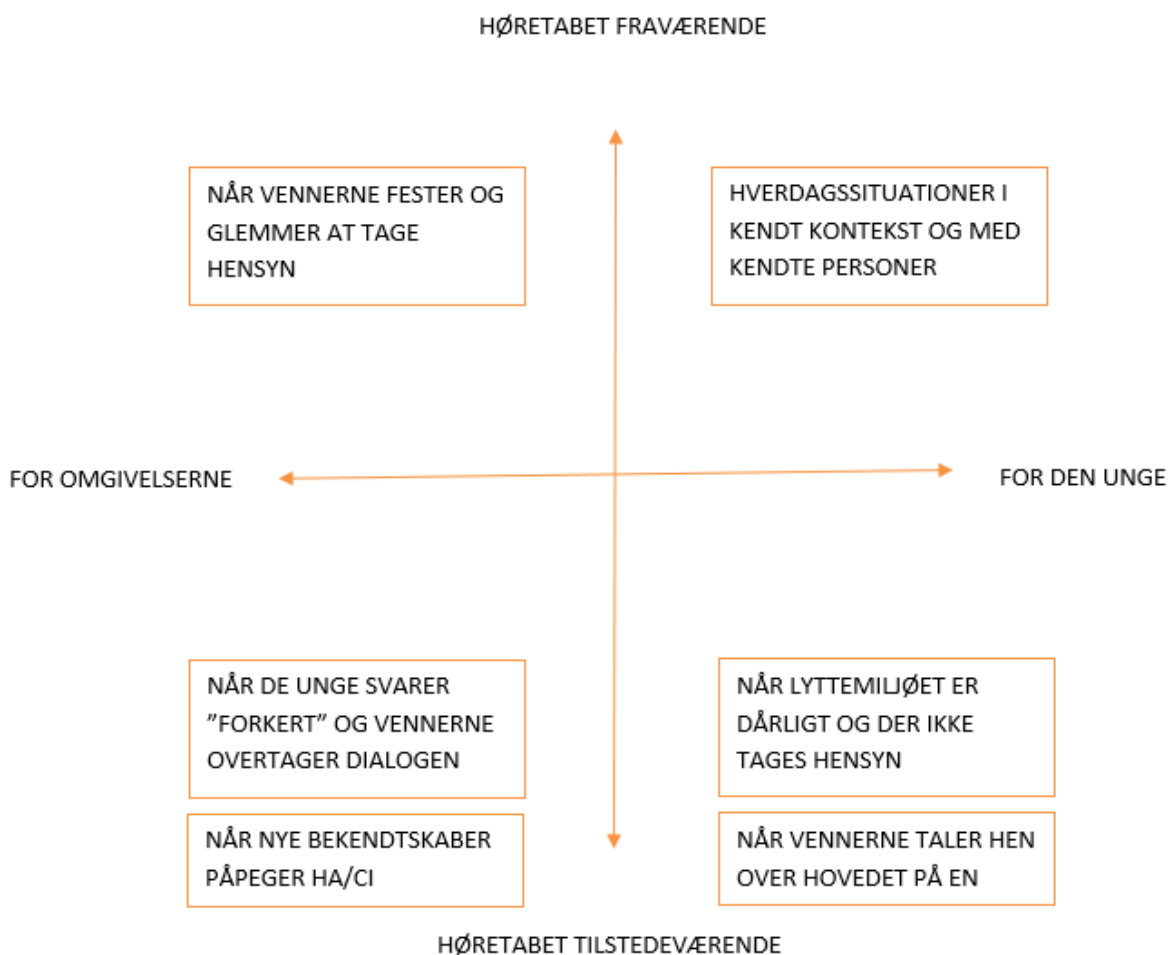 HØRETABET FRAVÆRENDE
NÅR VENNERNE FESTER OG
GLEMMER AT TAGE
HENSYN
HVERDAGSSITUATIONER I
KENDT KONTEKST OG MED
KENDTE PERSONER
FOR OMGIVELSERNE
FOR DEN UNGE
NÅR DE UNGE SVARER
”FORKERT” OG VENNERNE
OVERTAGER DIALOGEN
NÅR LYTTEMILJØET ER
DÅRLIGT OG DER IKKE
TAGES HENSYN
NÅR NYE BEKENDTSKABER
PÅPEGER HA/CI
NÅR VENNERNE TALER HEN
OVER HOVEDET PÅ EN
HØRETABET TILSTEDEVÆRENDE